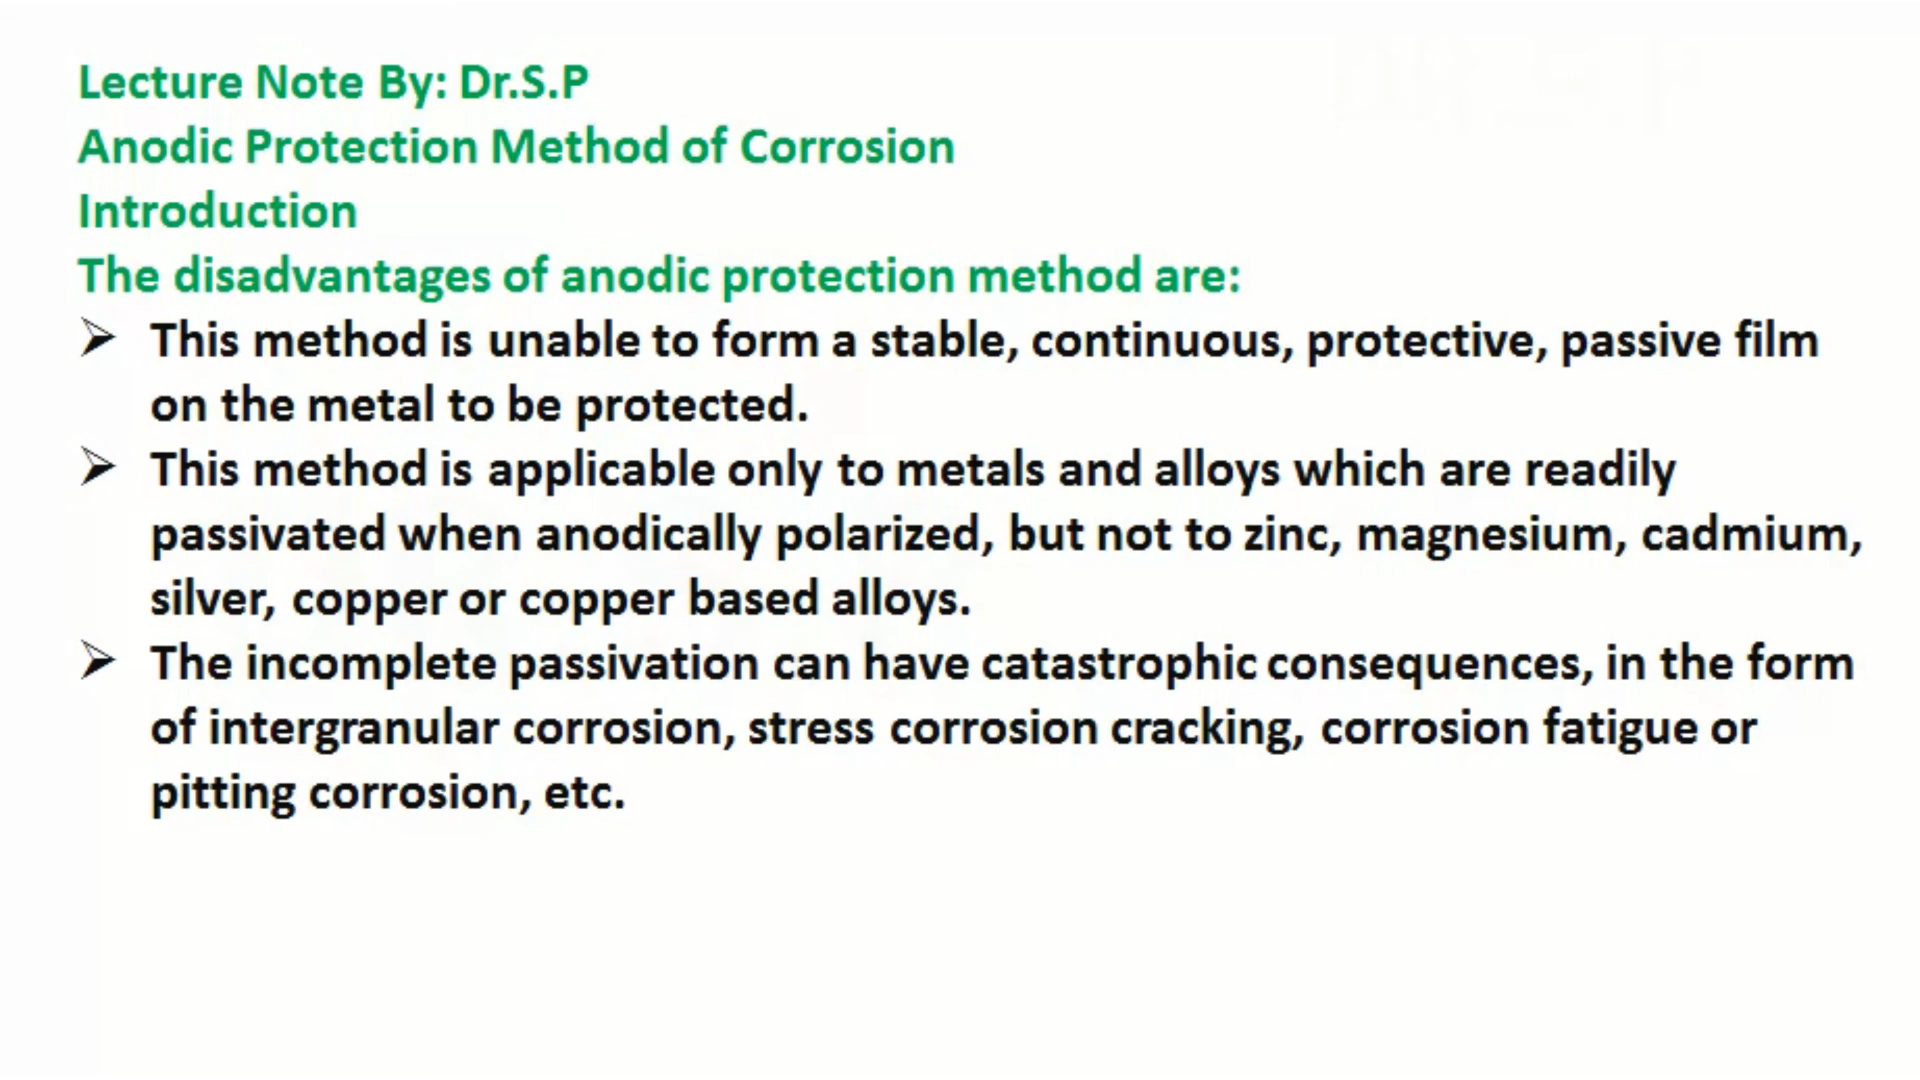 Lecture Note By: Dr.S.P
Anodic Protection Method of Corrosion
Introduction
The disadvantages of anodic protection method are:
➢ This method is unable to form a stable, continuous, protective, passive film
on the metal to be protected.
➢ This method is applicable only to metals and alloys which are readily
passivated when anodically polarized, but not to zinc, magnesium, cadmium,
silver, copper or copper based alloys.
➢ The incomplete passivation can have catastrophic consequences, in the form
of intergranular corrosion, stress corrosion cracking, corrosion fatigue or
pitting corrosion, etc.